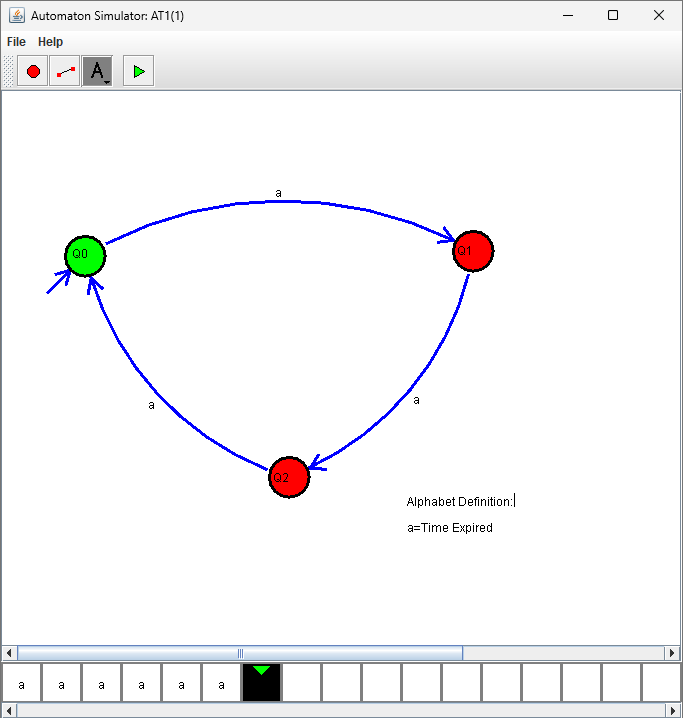 Automaton Simulator: AT1(1)
File Help
A
a
Q0
Q1
a
a
Q2
Alphabet Definition:
a=Time Expired
a a a a a a